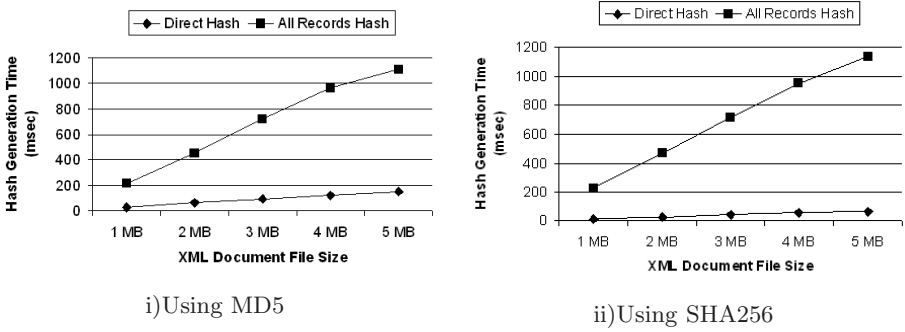 Direct Hash All Records Hash
Hash Generation Time
(msec)
1200
1000
800
600
400
200
0
1 MB 2 MB 3 MB 4 MB 5 MB
XML Document File Size
i)Using MD5
Direct Hash All Records Hash
Hash Generation Time
(msec)
1200
1000
800
600
400
200
0
1 MB 2 MB 3 MB 4 MB 5 MB
XML Document File Size
ii)Using SHA256